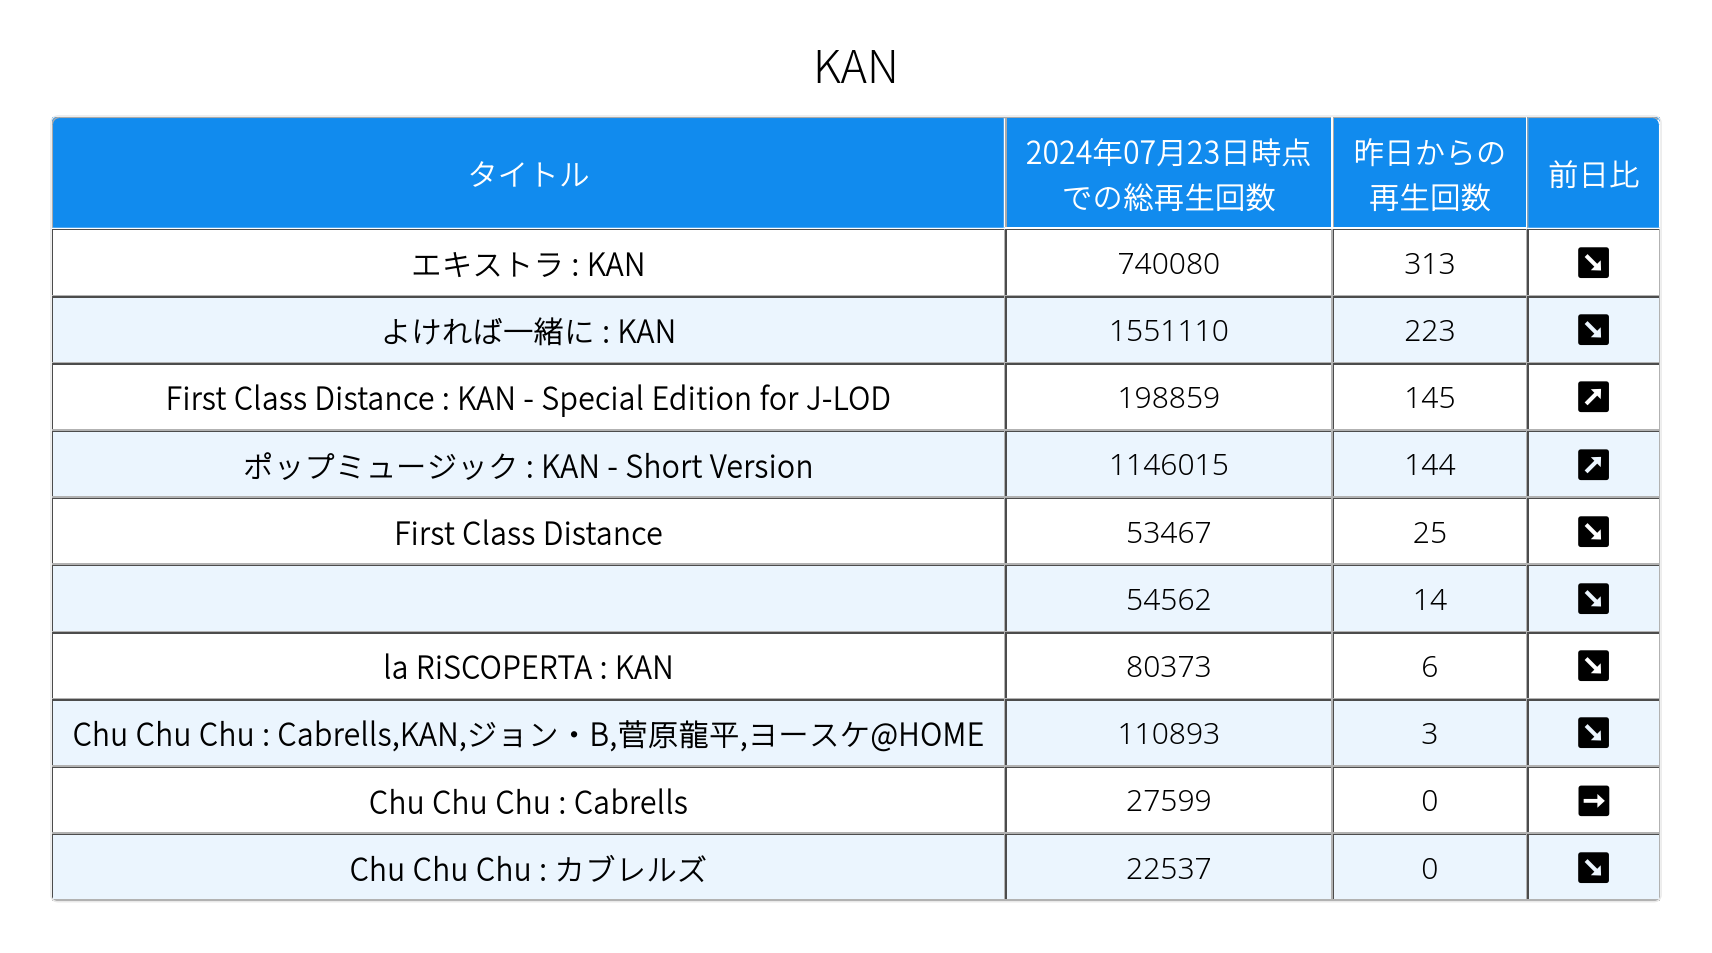 KAN
タイトル 2024年07月23日時点 昨日からの 前日比
での総再生回数 再生回数
エキストラ : KAN 740080 313
よければ一緒に : KAN 1551110 223
First Class Distance : KAN - Special Edition for J-LOD 198859 145
ポップミュージック : KAN - Short Version 1146015 144
First Class Distance 53467 25
54562 14
la RiSCOPERTA : KAN 80373 6
Chu Chu Chu : Cabrells,KAN,ジョン・B,菅原龍平,ヨースケ@HOME 110893 3
Chu Chu Chu : Cabrells 27599 0
Chu Chu Chu : カブレルズ 22537 0